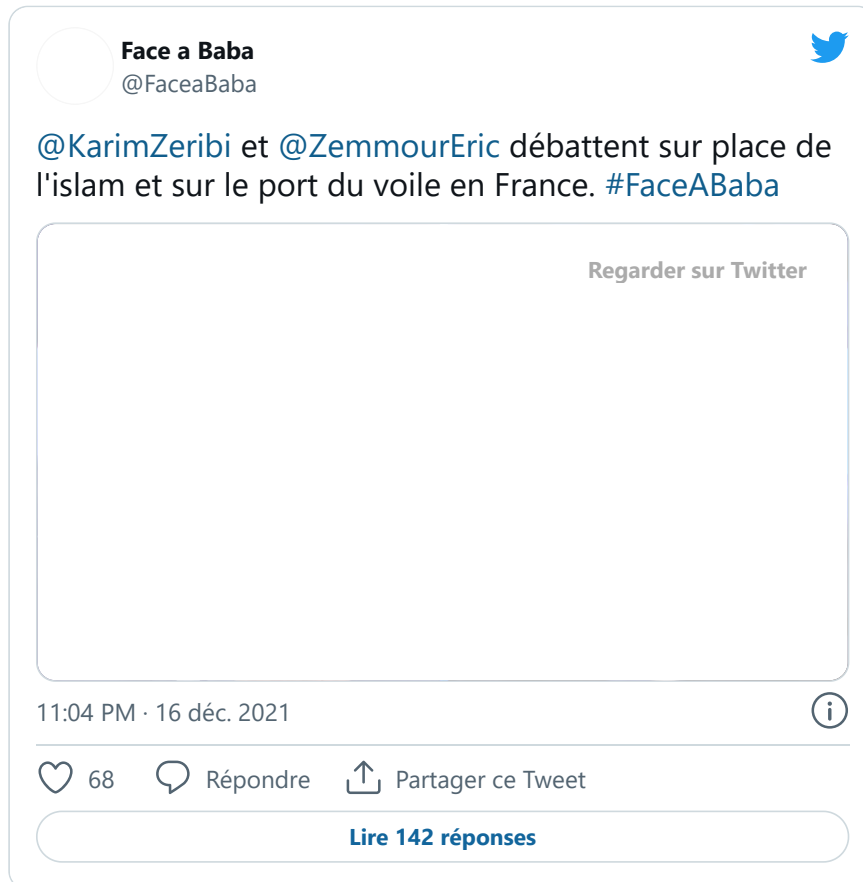 Face a Baba
@FaceaBaba
@KarimZeribi et @ZemmourEric débattent sur place de
l'islam et sur le port du voile en France. #FaceABaba
Regarder sur Twitter
11:04 PM · 16 déc. 2021
68 Répondre Partager ce Tweet
Lire 142 réponses